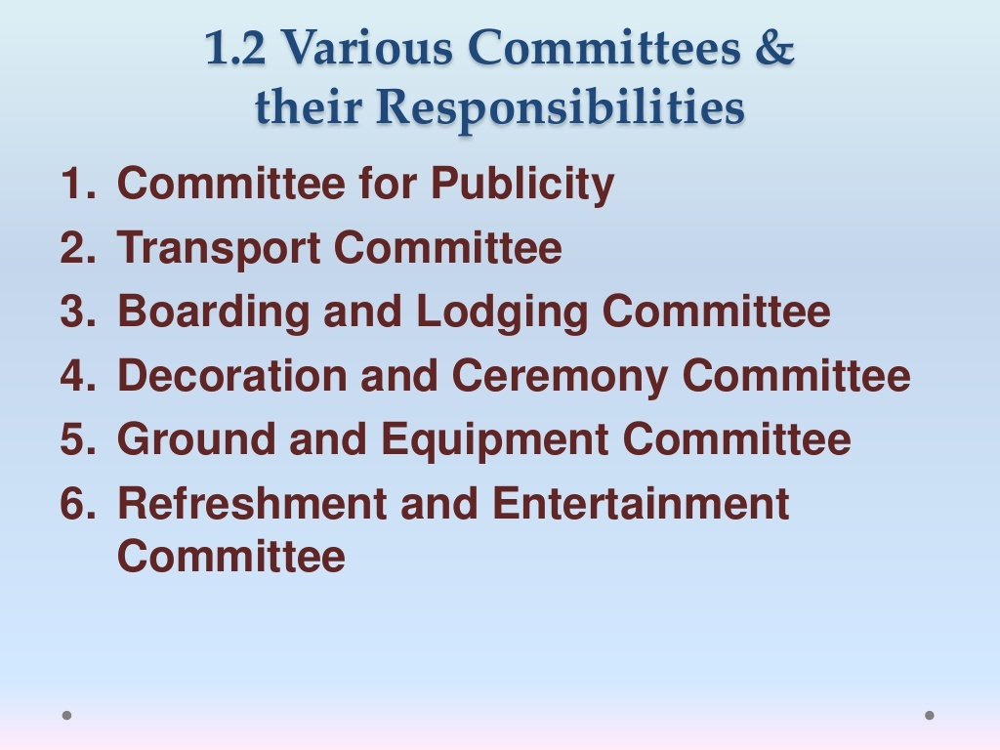 1.2 Various Committees &
their Responsibilities
1. Committee for Publicity
2. Transport Committee
3. Boarding and Lodging Committee
4. Decoration and Ceremony Committee
5. Ground and Equipment Committee
6. Refreshment and Entertainment
Committee